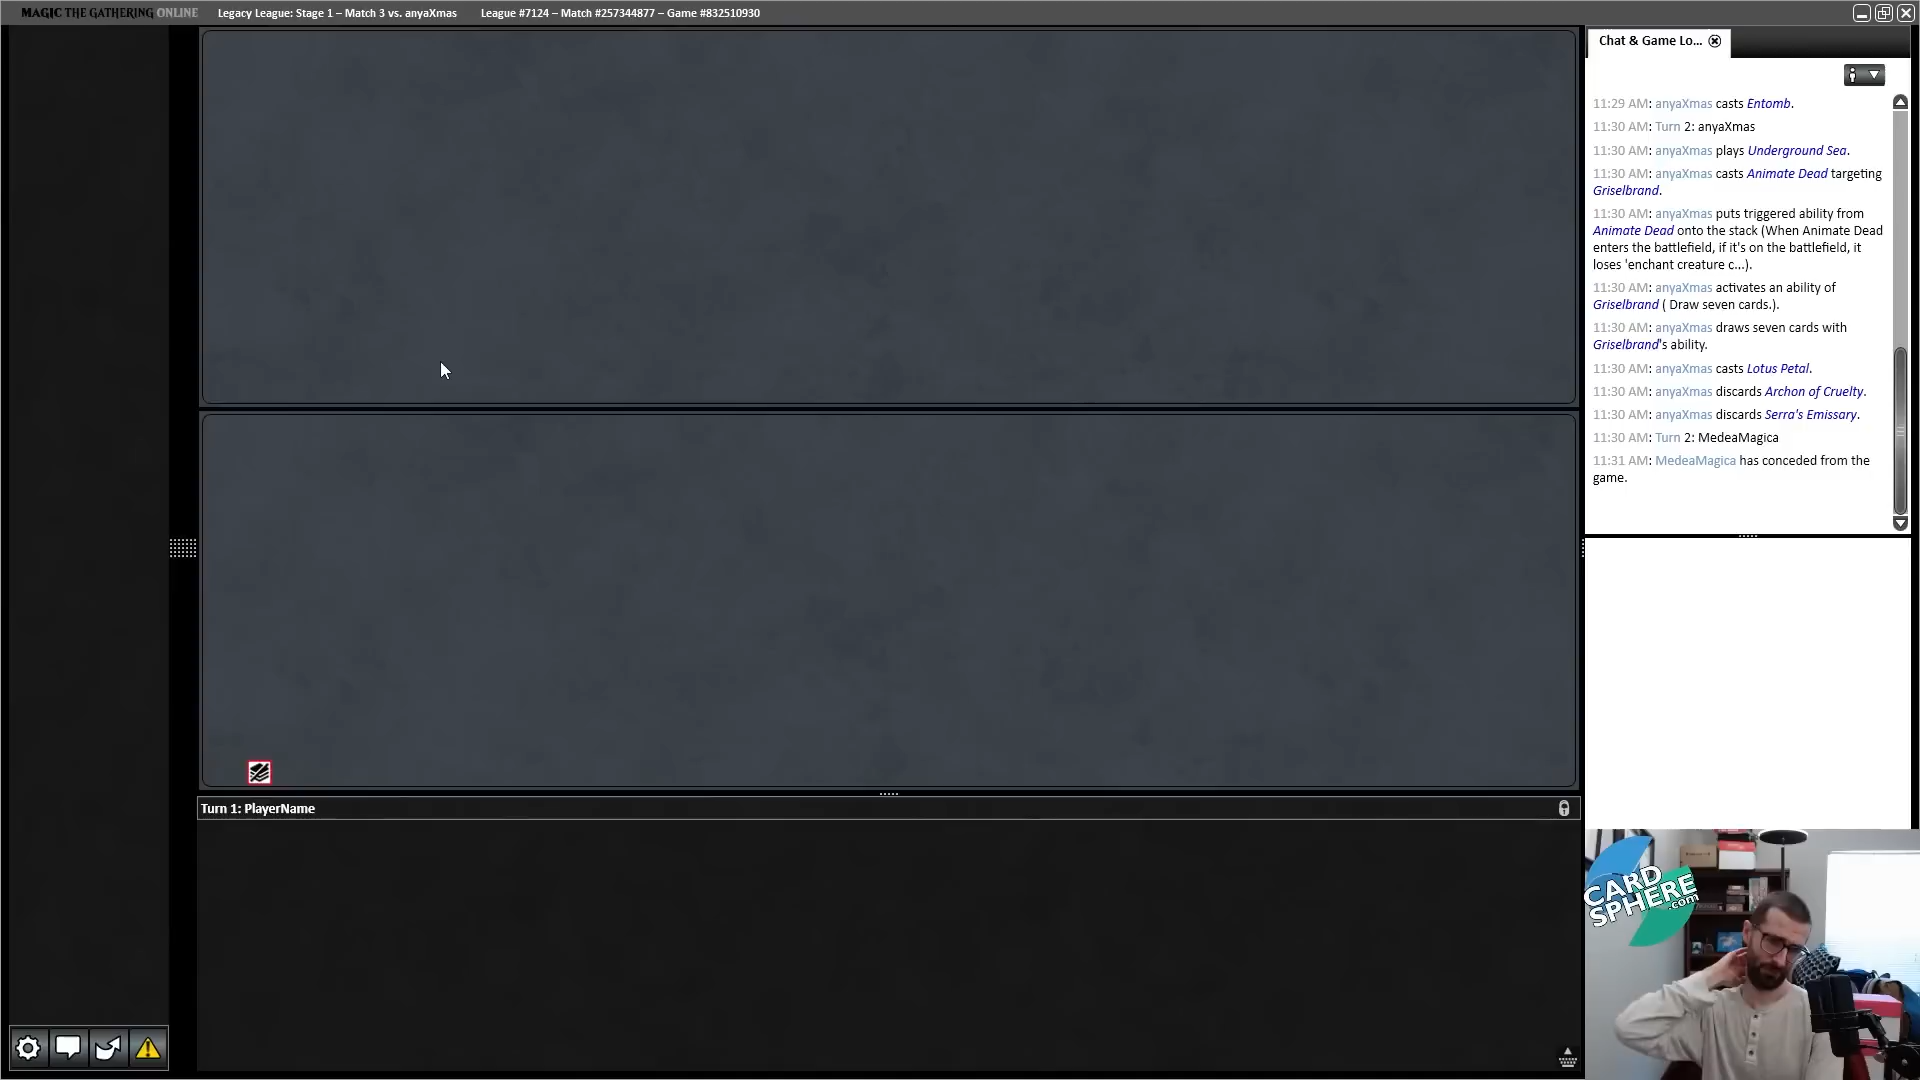 MAGIC THE GATHERING ONLINE
Legacy League: Stage 1 – Match 3 vs. anyaXmas
League #7124 – Match #257344877 – Game #832510930
Chat & Game Lo...
11:29 AM: anyaXmas casts Entomb.
11:30 AM: Turn 2: anyaXmas
11:30 AM: anyaXmas plays Underground Sea.
11:30 AM: anyaXmas casts Animate Dead targeting
Griselbrand.
11:30 AM: anyaXmas puts triggered ability from
Animate Dead onto the stack (When Animate Dead
enters the battlefield, if it's on the battlefield, it
loses 'enchant creature c...).
11:30 AM: anyaXmas activates an ability of
Griselbrand ( Draw seven cards.).
11:30 AM: anyaXmas draws seven cards with
Griselbrand's ability.
11:30 AM: anyaXmas casts Lotus Petal.
11:30 AM: anyaXmas discards Archon of Cruelty.
11:30 AM: anyaXmas discards Serra's Emissary.
11:30 AM: Turn 2: MedeaMagica
11:31 AM: MedeaMagica has conceded from the
game.
Turn 1: PlayerName
CARD
SPHERE
.com